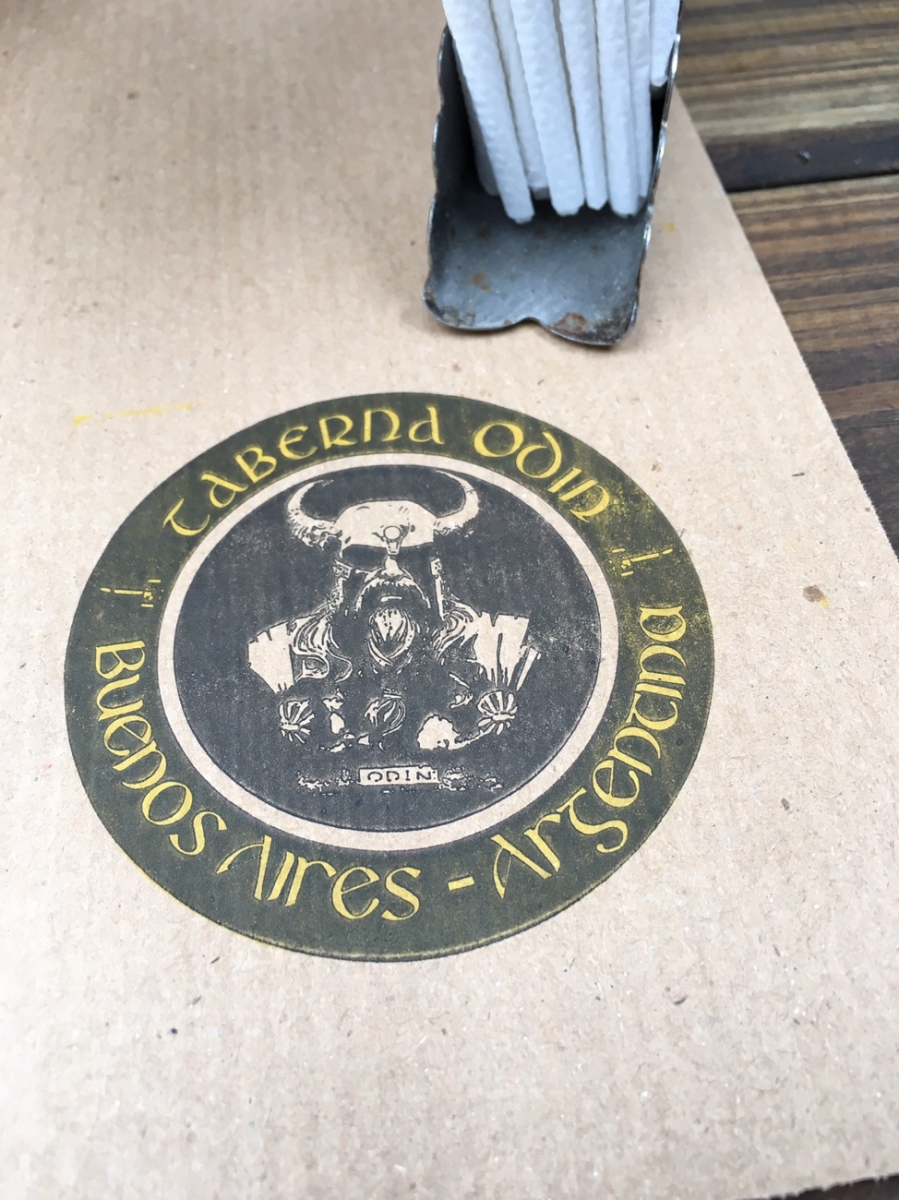 Taberna Odin
ODIN
Buenos Aires - Argentina